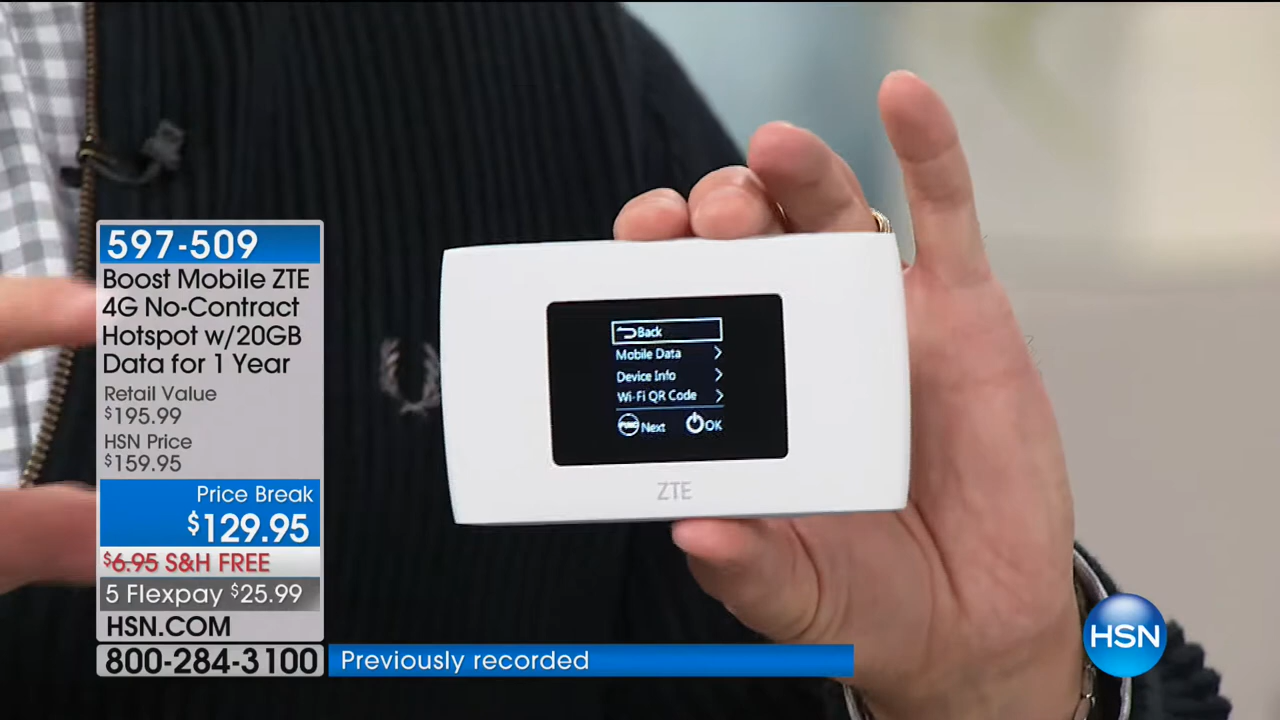 597-509
Boost Mobile ZTE
4G No-Contract
Hotspot w/20GB
Data for 1 Year
Retail Value
$195.99
HSN Price
$159.95
Price Break
$129.95
$6.95 S&H FREE
5 Flexpay $25.99
HSN.COM
800-284-3100
Previously recorded
Back
Mobile Data
Device Info
Wi-Fi QR Code
FUNC Next OK
ZTE
HSN